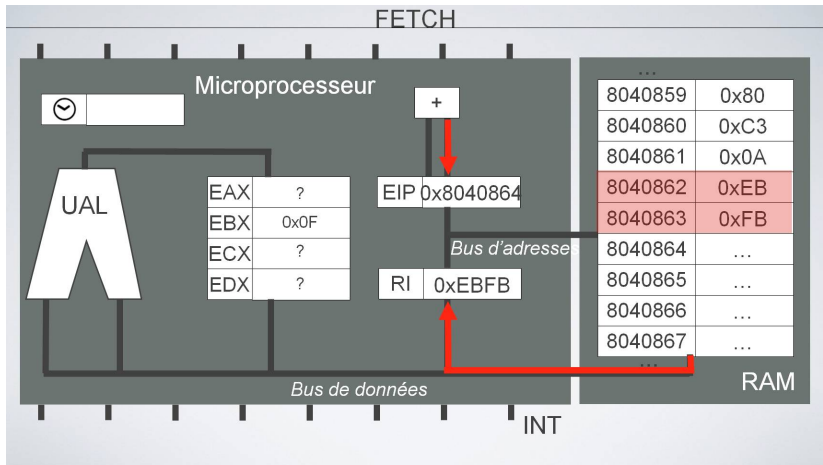 FETCH
Microprocesseur
+
UAL
EAX ?
EBX 0x0F
ECX ?
EDX ?
EIP 0x8040864
Bus d'adresses
RI 0xEBFB
Bus de données
INT
...
8040859 0x80
8040860 0xC3
8040861 0x0A
8040862 0xEB
8040863 0xFB
8040864 ...
8040865 ...
8040866 ...
8040867 ...
...
RAM